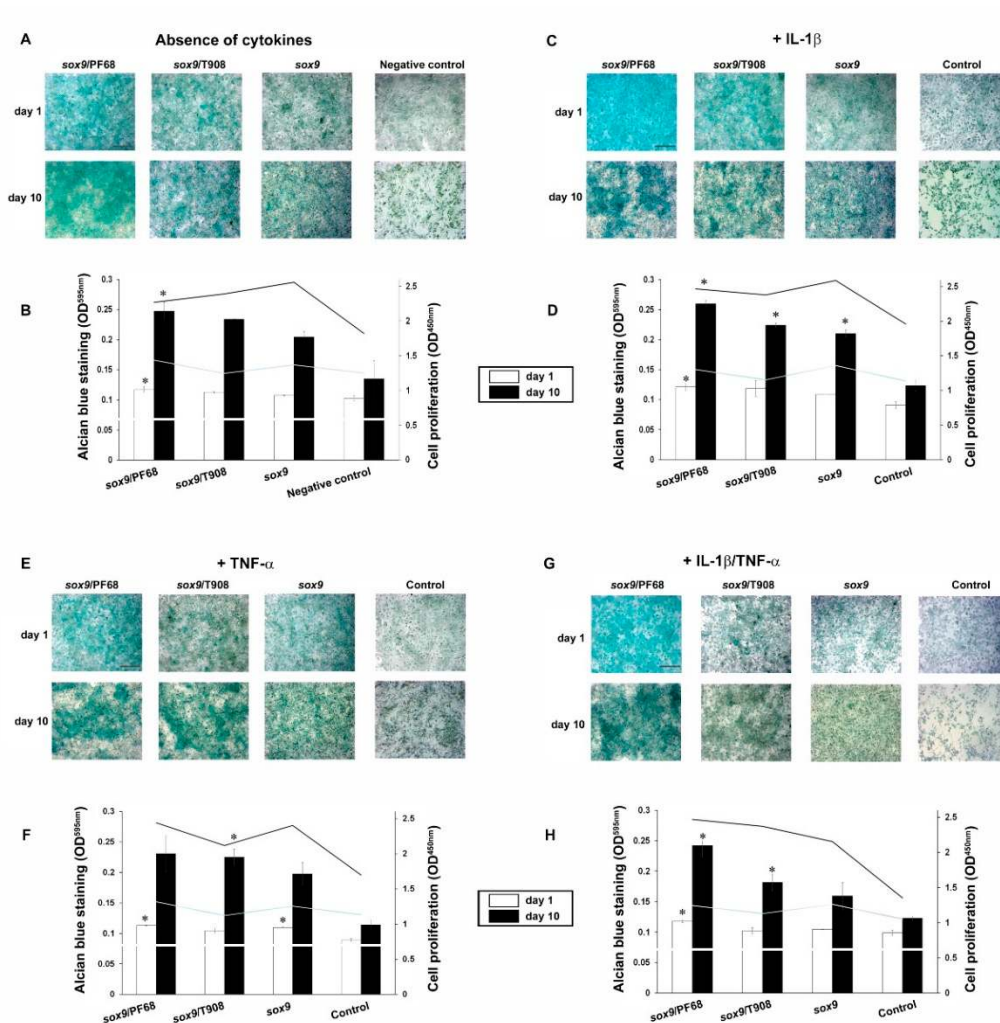 A
Absence of cytokines
sox9/PF68 sox9/T908 sox9 Negative control
day 1
day 10
B
Alcian blue staining (OD595nm)
0.3
0.25
0.2
0.15
0.1
0.05
0
* *
Cell proliferation (OD450nm)
2.5
2
1.5
1
0.5
0
sox9/PF68 sox9/T908 sox9 Negative control
C
+ IL-1β
sox9/PF68 sox9/T908 sox9 Control
day 1
day 10
D
Alcian blue staining (OD595nm)
0.3
0.25
0.2
0.15
0.1
0.05
0
* * * *
Cell proliferation (OD450nm)
2.5
2
1.5
1
0.5
0
sox9/PF68 sox9/T908 sox9 Control
day 1
day 10
E
+ TNF-α
sox9/PF68 sox9/T908 sox9 Control
day 1
day 10
F
Alcian blue staining (OD595nm)
0.3
0.25
0.2
0.15
0.1
0.05
0
* * *
Cell proliferation (OD450nm)
2.5
2
1.5
1
0.5
0
sox9/PF68 sox9/T908 sox9 Control
G
+ IL-1β/TNF-α
sox9/PF68 sox9/T908 sox9 Control
day 1
day 10
H
Alcian blue staining (OD595nm)
0.3
0.25
0.2
0.15
0.1
0.05
0
* * *
Cell proliferation (OD450nm)
2.5
2
1.5
1
0.5
0
sox9/PF68 sox9/T908 sox9 Control
day 1
day 10